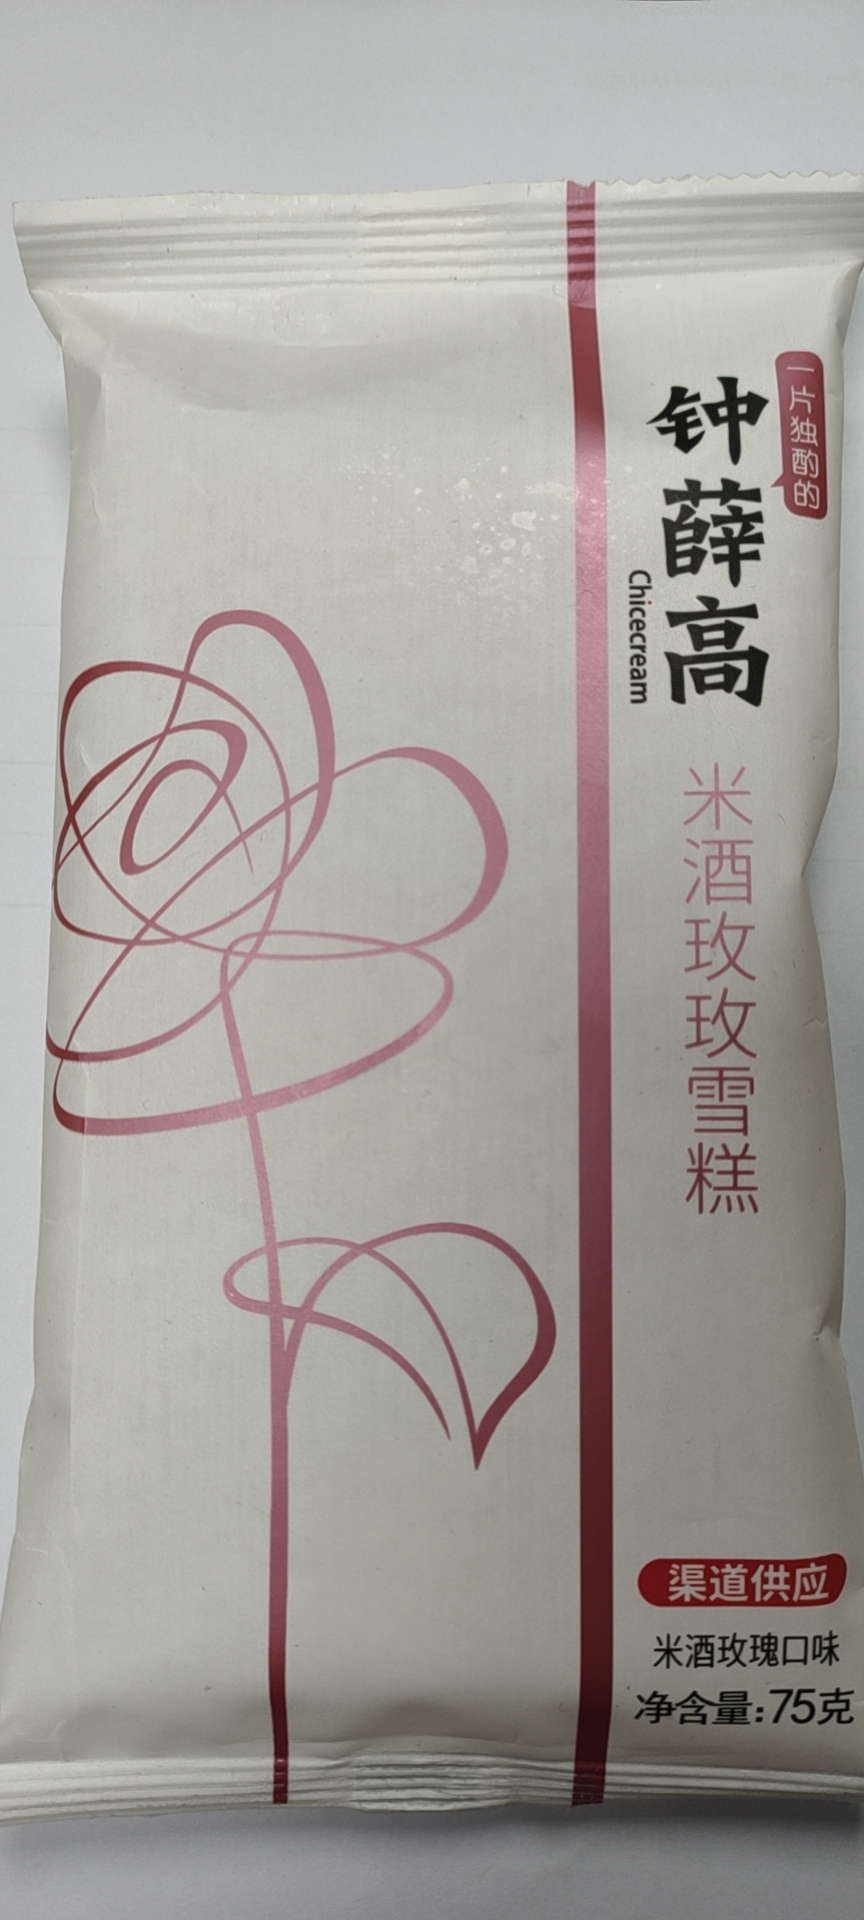 一片独酌的
钟薛高
Chicecream
米酒玫玫雪糕
渠道供应
米酒玫瑰口味
净含量:75克